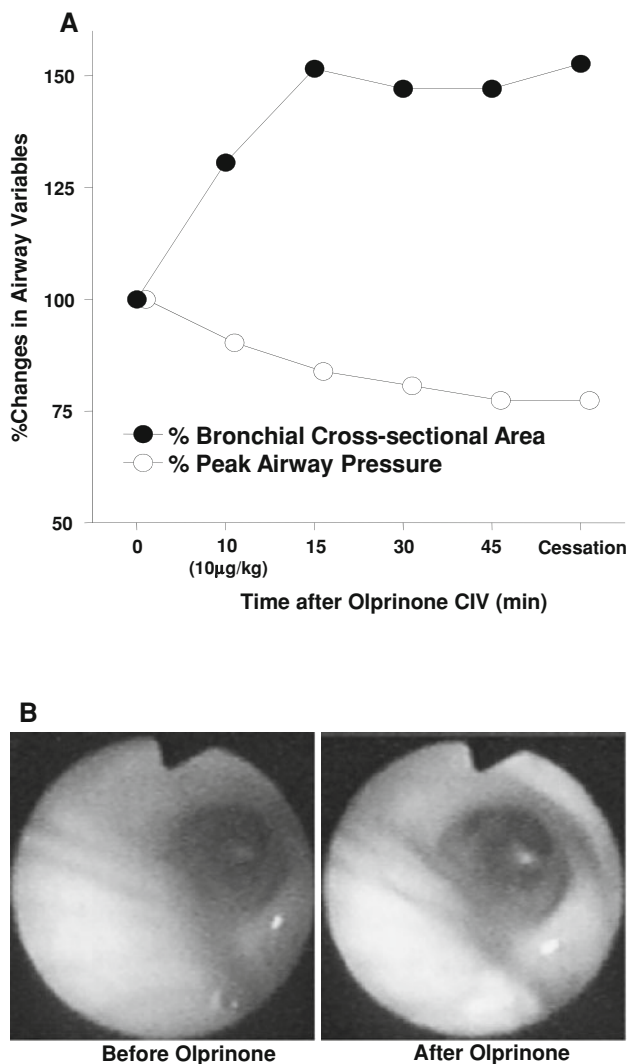 A
%Changes in Airway Variables
150
125
100
75
50
% Bronchial Cross-sectional Area
% Peak Airway Pressure
0 10 15 30 45 Cessation
(10µg/kg)
Time after Olprinone CIV (min)
B
Before Olprinone After Olprinone